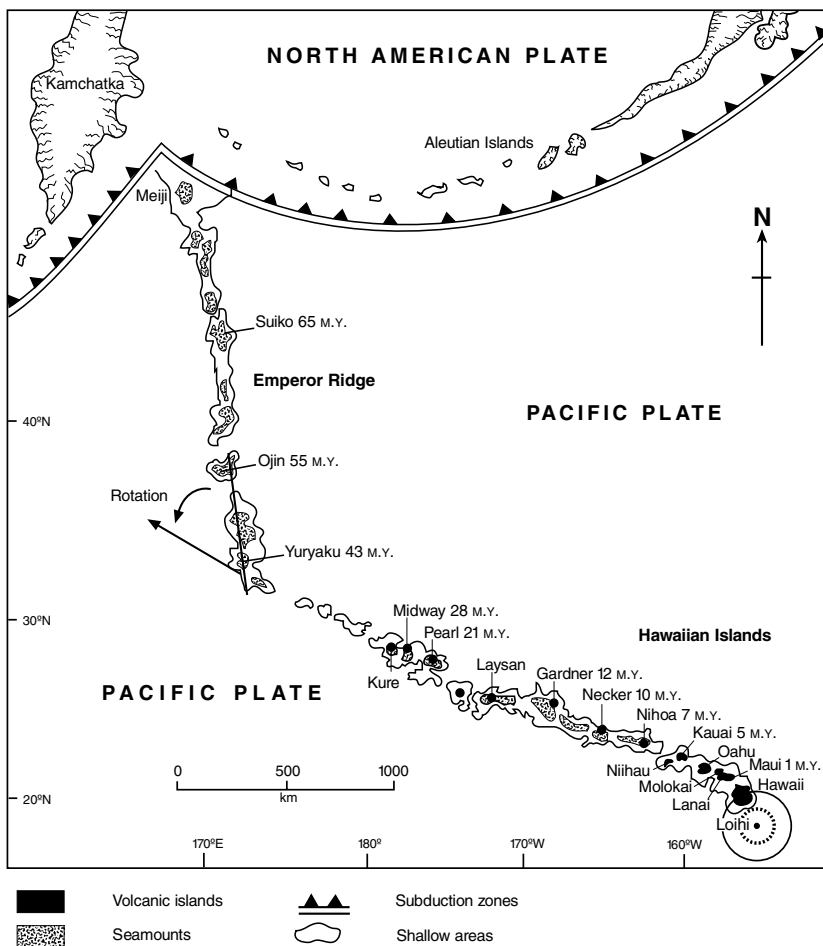 NORTH AMERICAN PLATE
Kamchatka
Aleutian Islands
Meiji
N
Suiko 65 M.Y.
Emperor Ridge
40ºN
PACIFIC PLATE
Ojin 55 M.Y.
Rotation
Yuryaku 43 M.Y.
30ºN
Midway 28 M.Y.
Pearl 21 M.Y.
Hawaiian Islands
Laysan
Gardner 12 M.Y.
Kure
Necker 10 M.Y.
PACIFIC PLATE
Nihoa 7 M.Y.
Kauai 5 M.Y.
Oahu
Niihau
Maui 1 M.Y.
0 500 1000
km
Molokai
Hawaii
Lanai
20ºN
Loihi
170ºE 180º 170ºW 160ºW
Volcanic islands
Subduction zones
Seamounts
Shallow areas